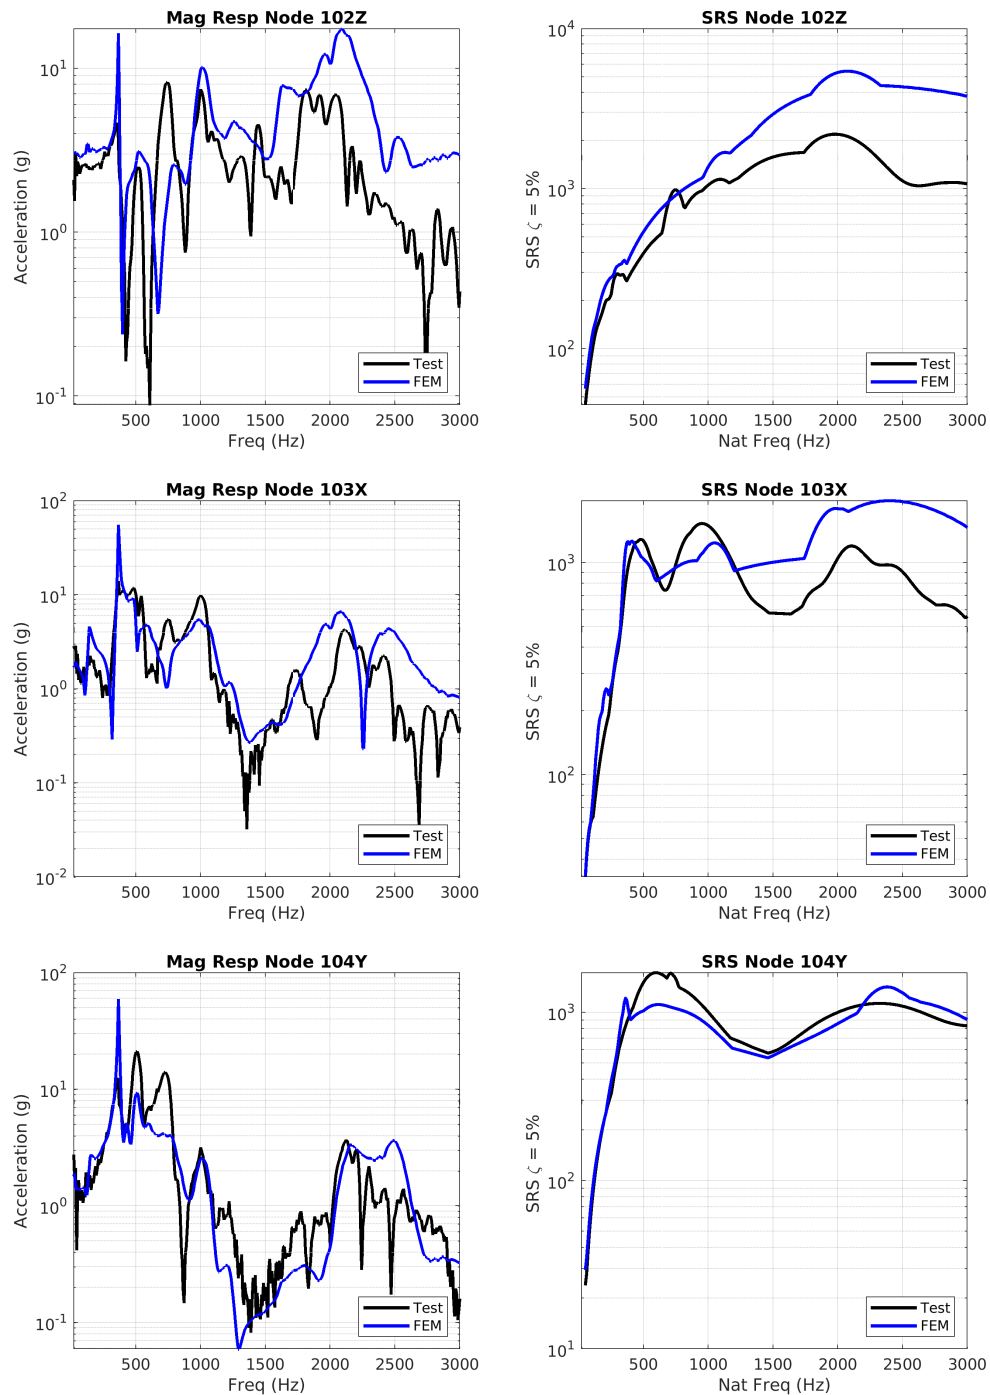 Mag Resp Node 102Z
Acceleration (g)
10^1
10^0
10^-1
500 1000 1500 2000 2500 3000
Freq (Hz)
Test
FEM
SRS Node 102Z
SRS ζ = 5%
10^4
10^3
10^2
500 1000 1500 2000 2500 3000
Nat Freq (Hz)
Test
FEM
Mag Resp Node 103X
Acceleration (g)
10^2
10^1
10^0
10^-1
10^-2
500 1000 1500 2000 2500 3000
Freq (Hz)
Test
FEM
SRS Node 103X
SRS ζ = 5%
10^3
10^2
500 1000 1500 2000 2500 3000
Nat Freq (Hz)
Test
FEM
Mag Resp Node 104Y
Acceleration (g)
10^2
10^1
10^0
10^-1
500 1000 1500 2000 2500 3000
Freq (Hz)
Test
FEM
SRS Node 104Y
SRS ζ = 5%
10^3
10^2
10^1
500 1000 1500 2000 2500 3000
Nat Freq (Hz)
Test
FEM